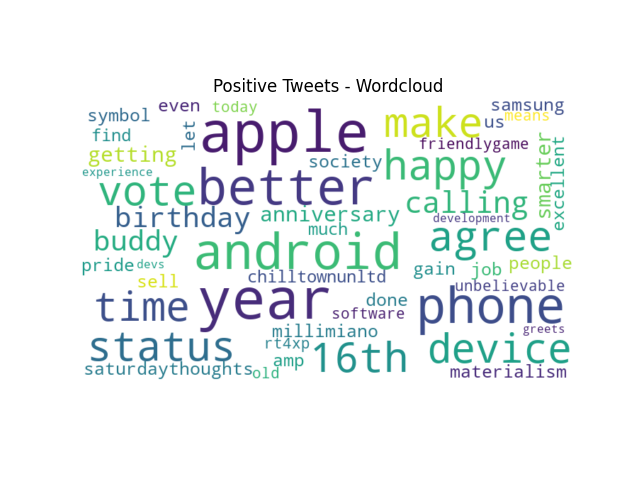 Positive Tweets - Wordcloud
even today samsung
symbol let apple make us means
find friendlygame
getting society happy smarter excellent
experience
vote better calling
birthday anniversary development
buddy much agree
android
pride devs chilltownunltd gain job people
sell unbelievable
time year done phone
software
millimiano greets
status rt4xp 16th device
amp
saturdaythoughts old materialism